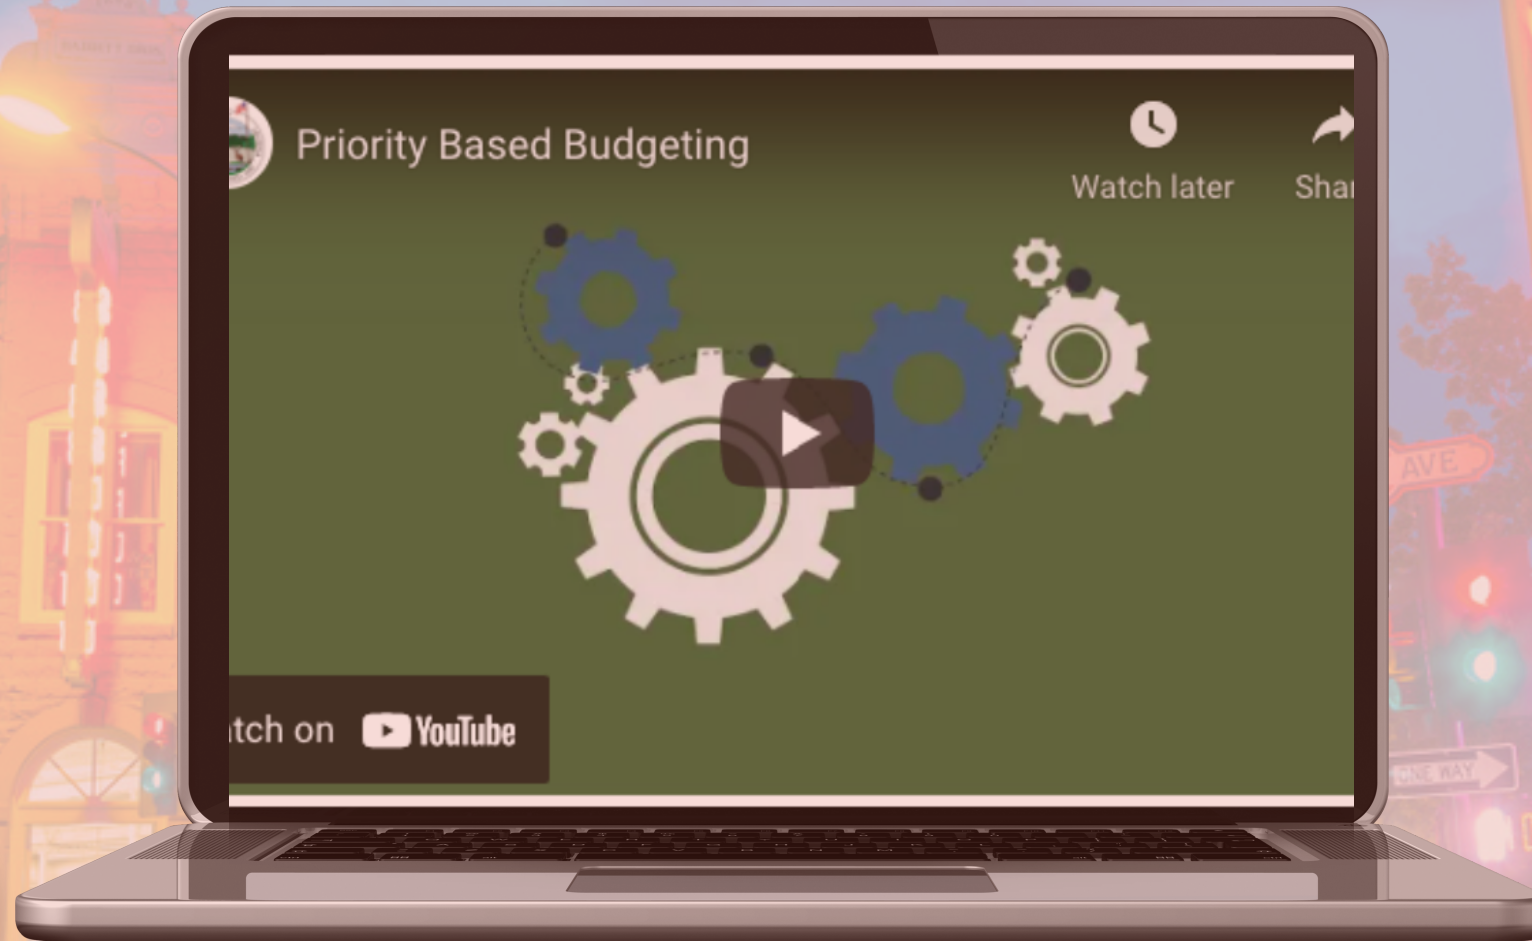 Priority Based Budgeting
Watch later
Shar
tch on YouTube
AVE
ONE WAY